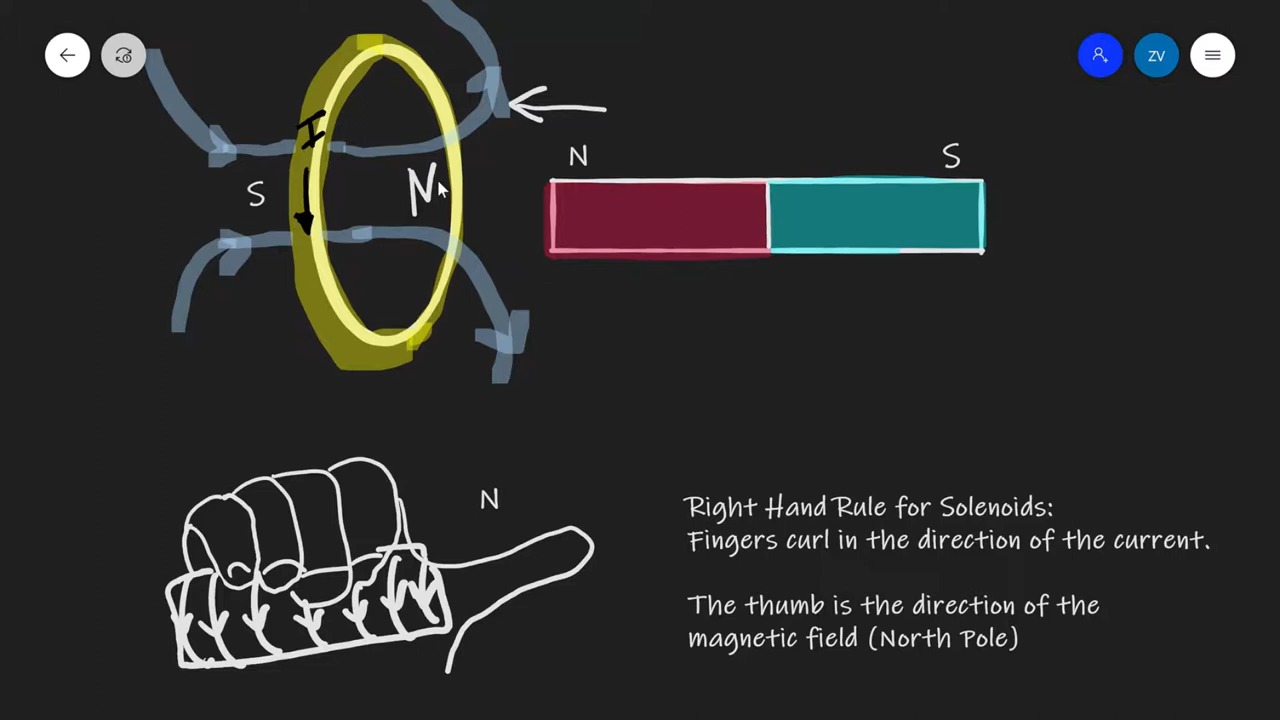 ZV
I
N
S
S
N
N
Right Hand Rule for Solenoids:
Fingers curl in the direction of the current.
The thumb is the direction of the
magnetic field (North Pole)